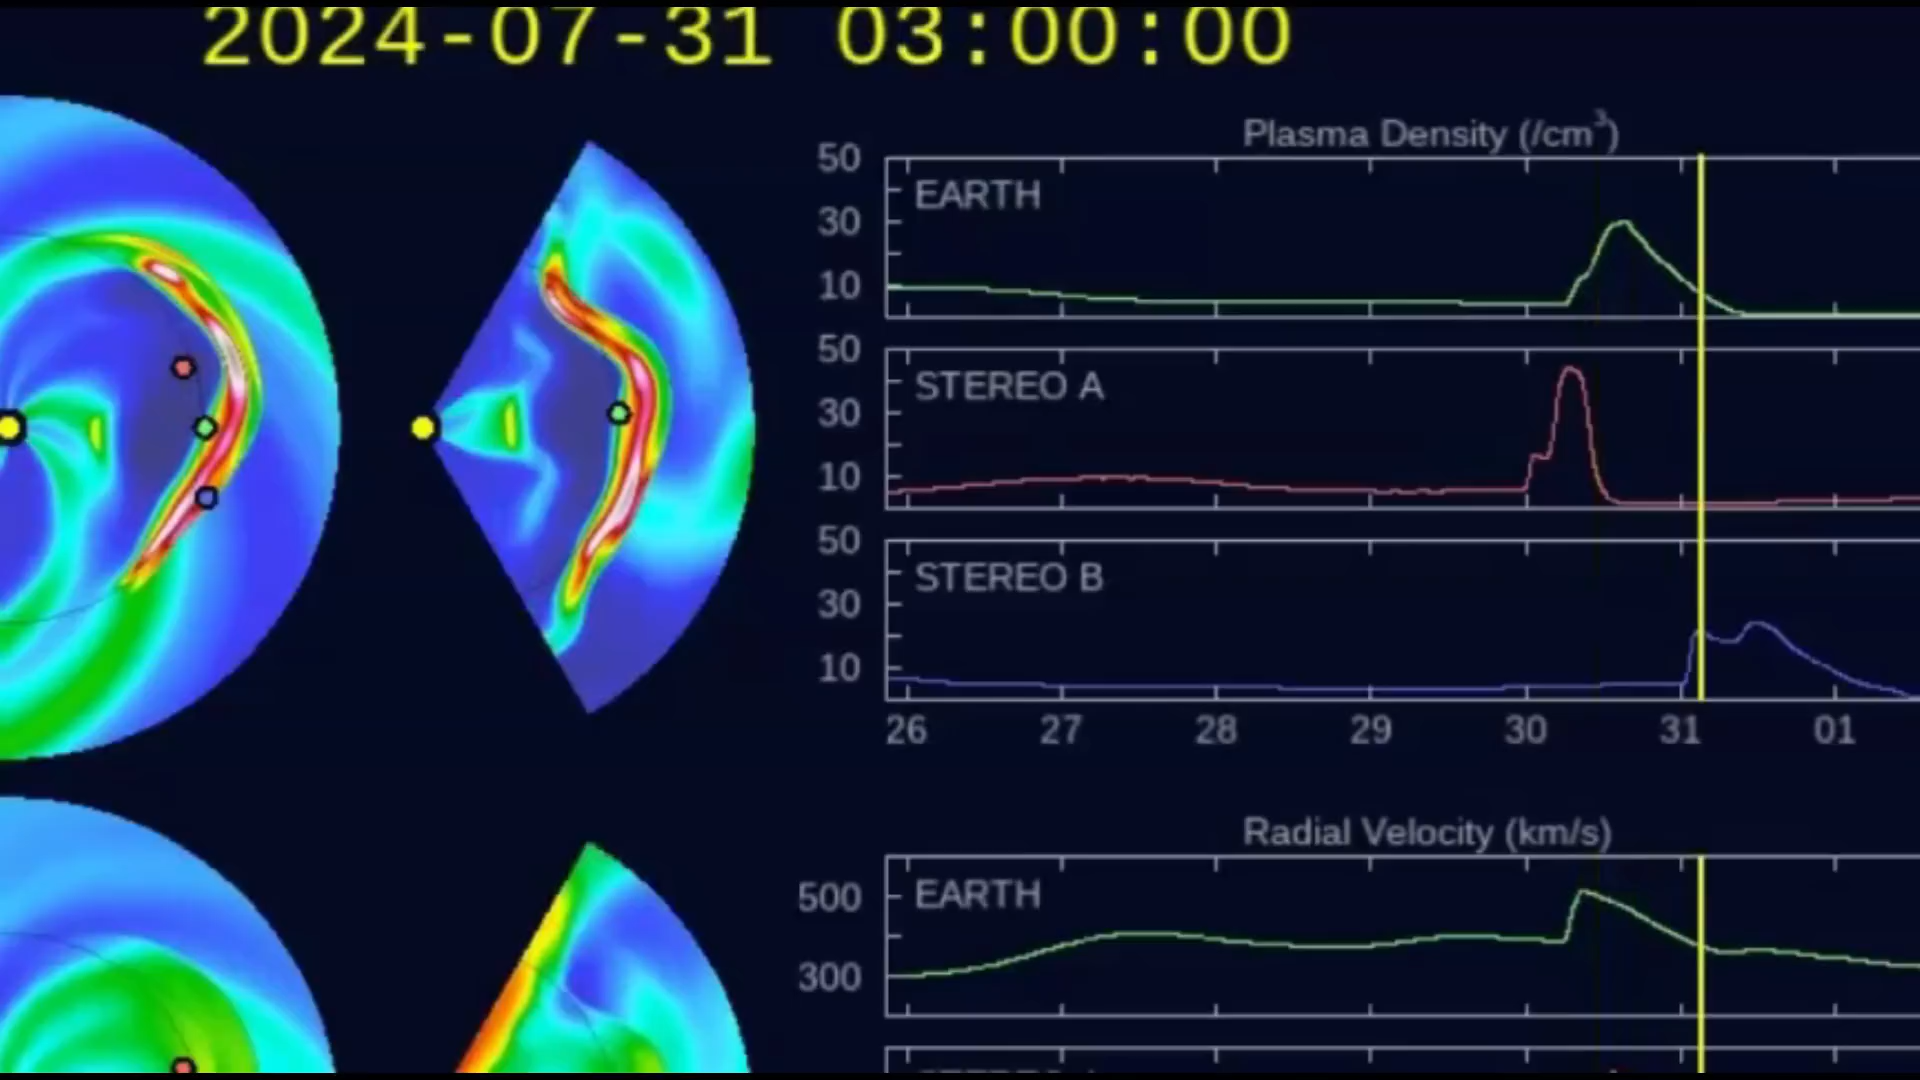 2024-07-31 03:00:00
Plasma Density (/cm³)
50
30
10
EARTH
50
30
10
STEREO A
50
30
10
STEREO B
26 27 28 29 30 31 01
Radial Velocity (km/s)
500
300
EARTH